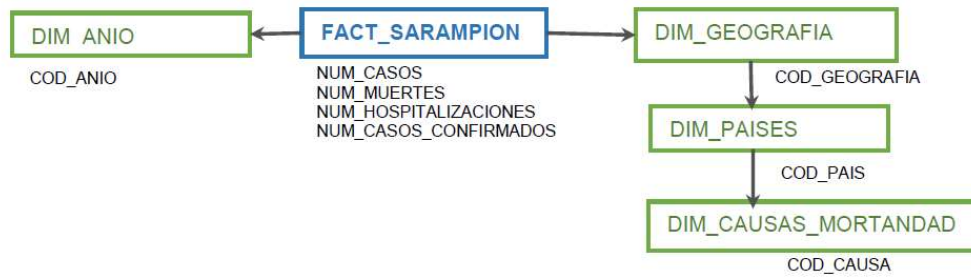 DIM_ANIO
COD_ANIO
FACT_SARAMPION
NUM_CASOS
NUM_MUERTES
NUM_HOSPITALIZACIONES
NUM_CASOS_CONFIRMADOS
DIM_GEOGRAFIA
COD_GEOGRAFIA
DIM_PAISES
COD_PAIS
DIM_CAUSAS_MORTANDAD
COD_CAUSA